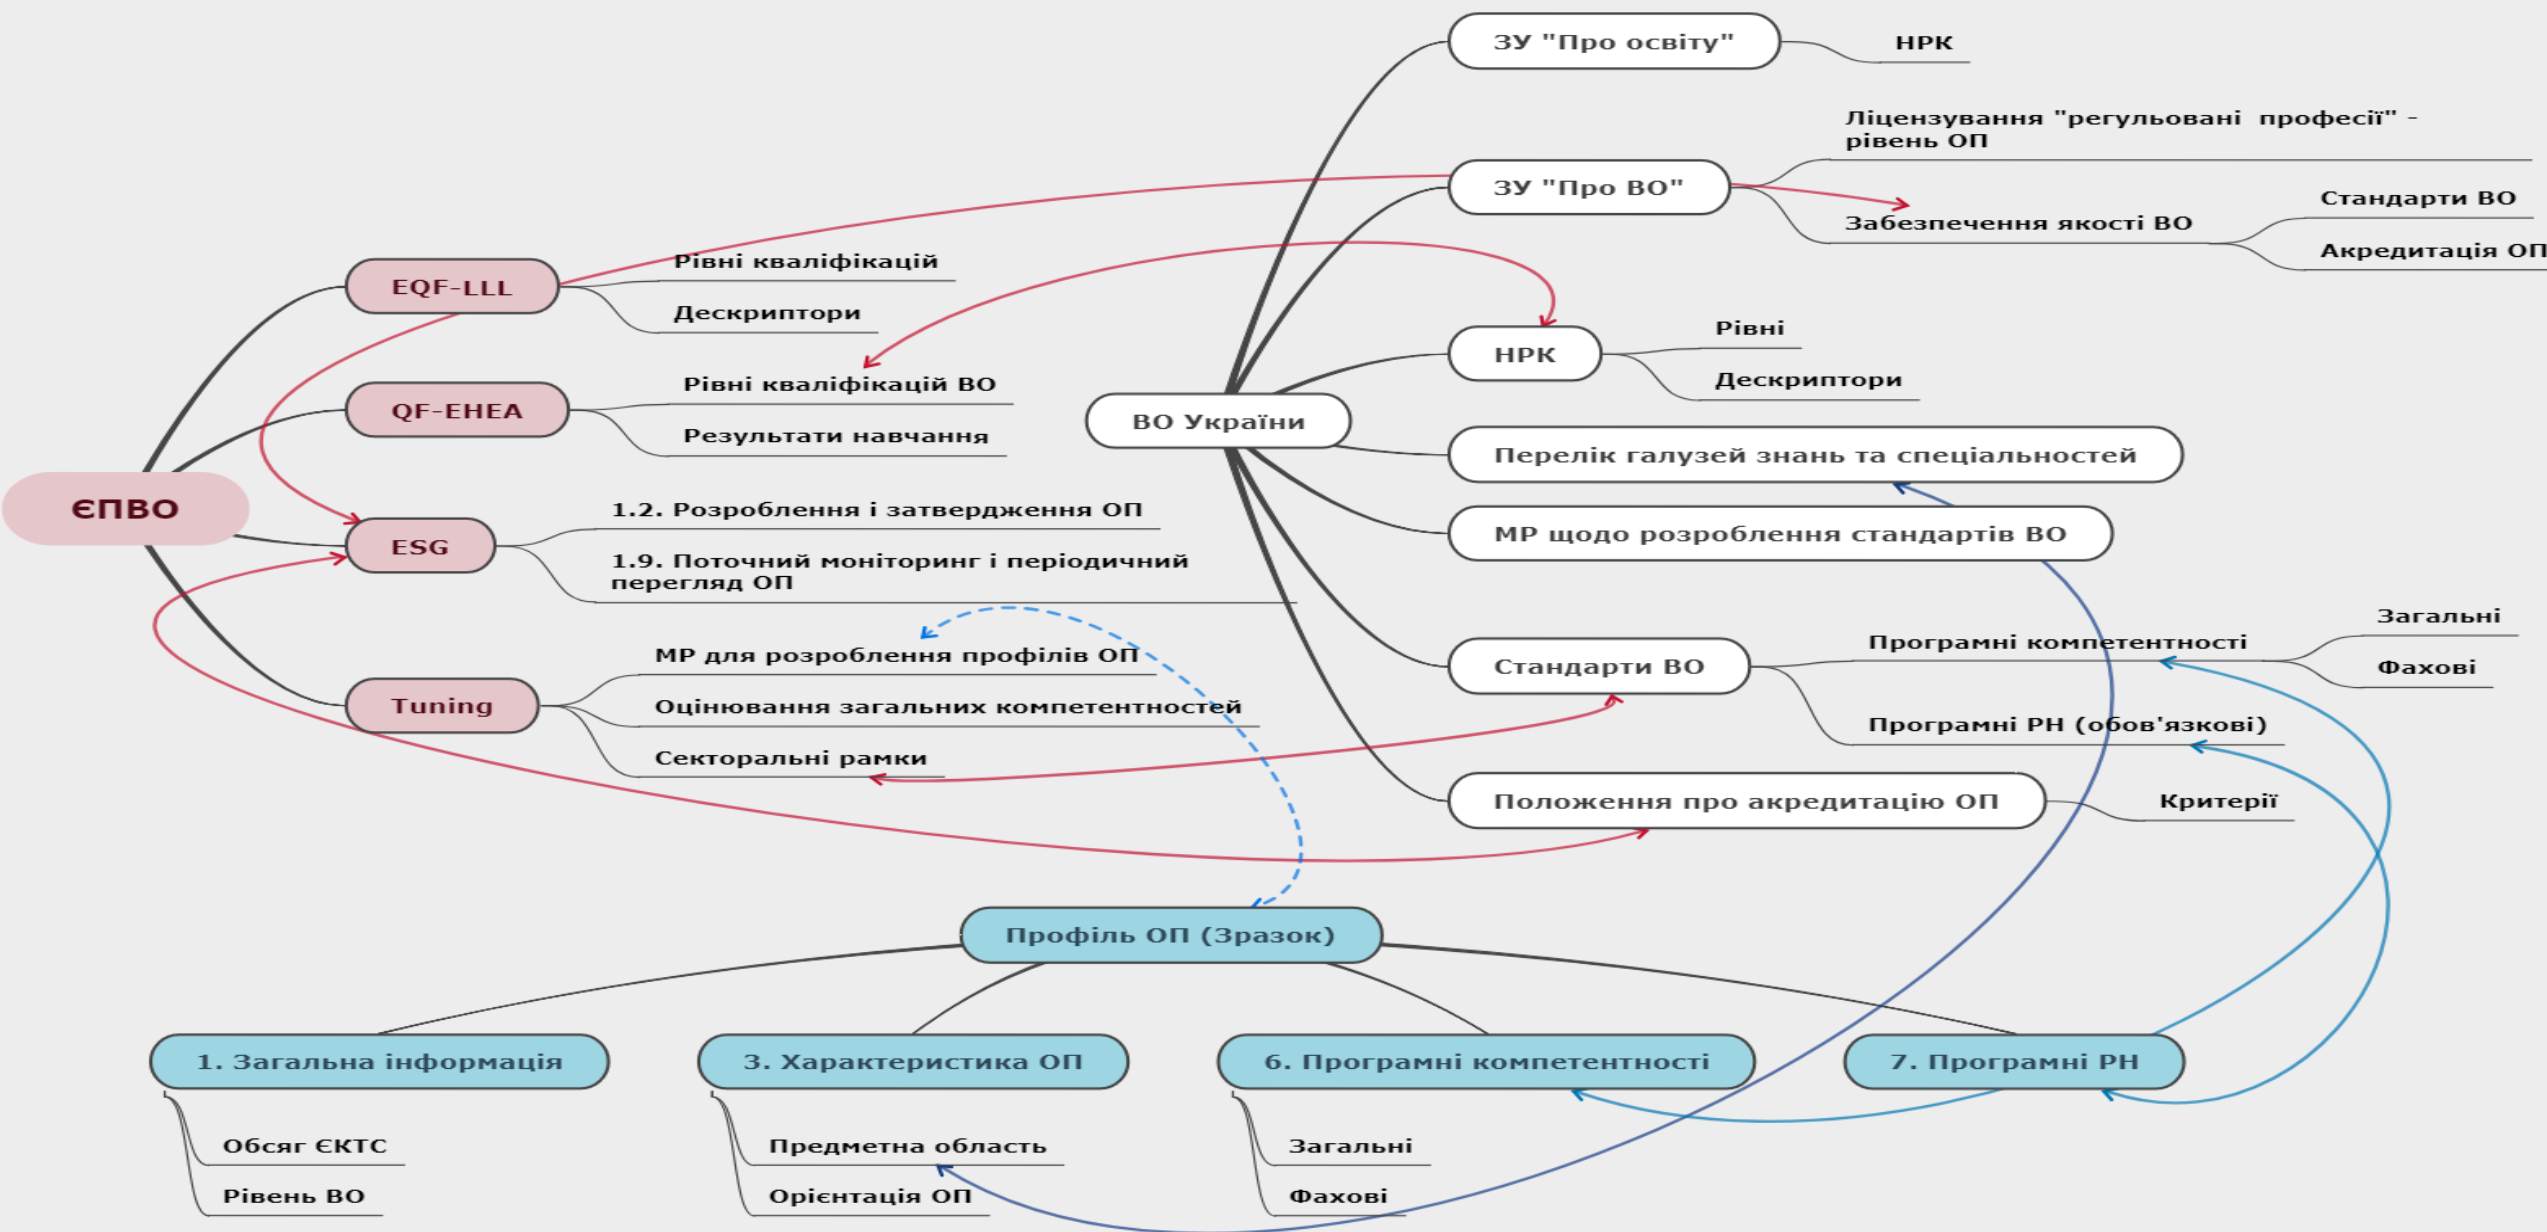 ЄПВО
EQF-LLL
Рівні кваліфікацій
Дескриптори
QF-EHEA
Рівні кваліфікацій ВО
Результати навчання
ESG
1.2. Розроблення і затвердження ОП
1.9. Поточний моніторинг і періодичний
перегляд ОП
Tuning
МР для розроблення профілів ОП
Оцінювання загальних компетентностей
Секторальні рамки
ВО України
ЗУ "Про освіту"
НРК
ЗУ "Про ВО"
Ліцензування "регульовані професії" -
рівень ОП
Забезпечення якості ВО
Стандарти ВО
Акредитація ОП
НРК
Рівні
Дескриптори
Перелік галузей знань та спеціальностей
МР щодо розроблення стандартів ВО
Стандарти ВО
Програмні компетентності
Загальні
Фахові
Програмні РН (обов'язкові)
Положення про акредитацію ОП
Критерії
Профіль ОП (Зразок)
1. Загальна інформація
Обсяг ЄКТС
Рівень ВО
3. Характеристика ОП
Предметна область
Орієнтація ОП
6. Програмні компетентності
Загальні
Фахові
7. Програмні РН